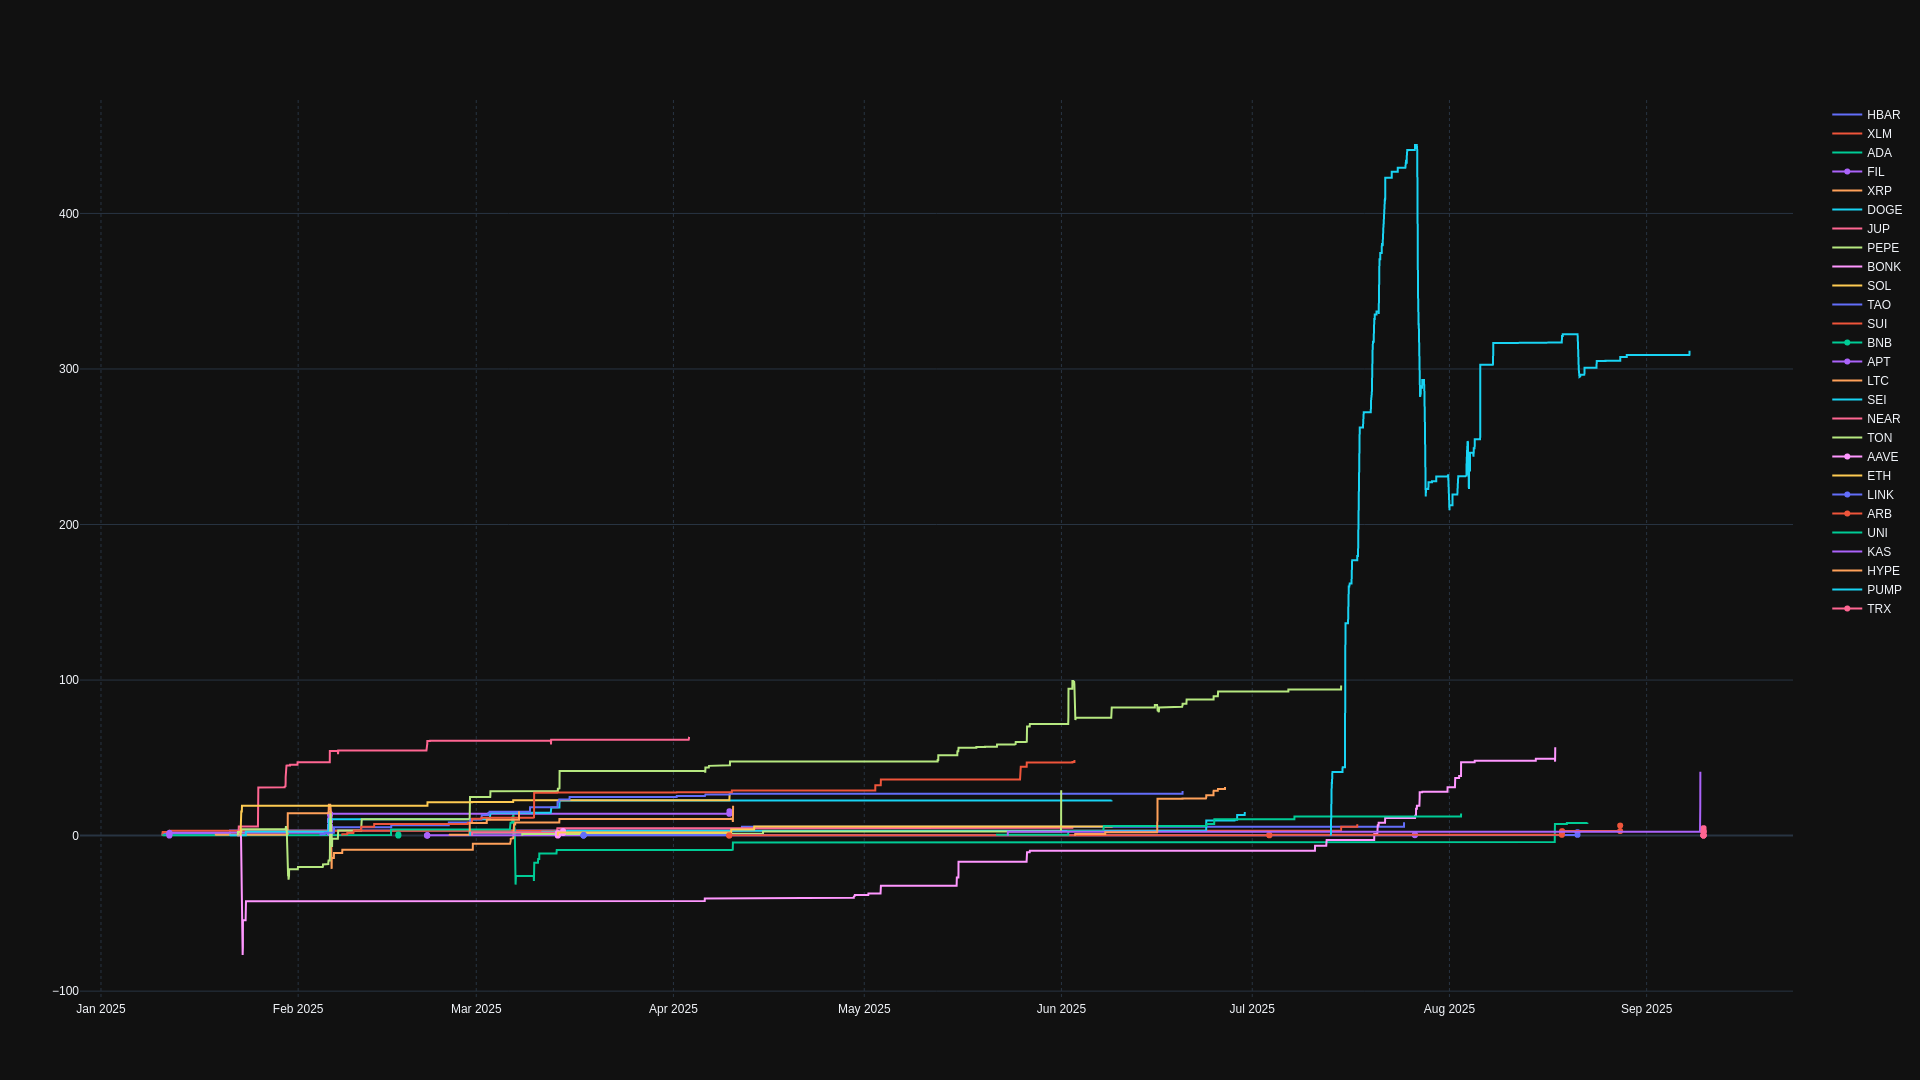 400
300
200
100
0
−100
Jan 2025
Feb 2025
Mar 2025
Apr 2025
May 2025
Jun 2025
Jul 2025
Aug 2025
Sep 2025
HBAR
XLM
ADA
FIL
XRP
DOGE
JUP
PEPE
BONK
SOL
TAO
SUI
BNB
APT
LTC
SEI
NEAR
TON
AAVE
ETH
LINK
ARB
UNI
KAS
HYPE
PUMP
TRX